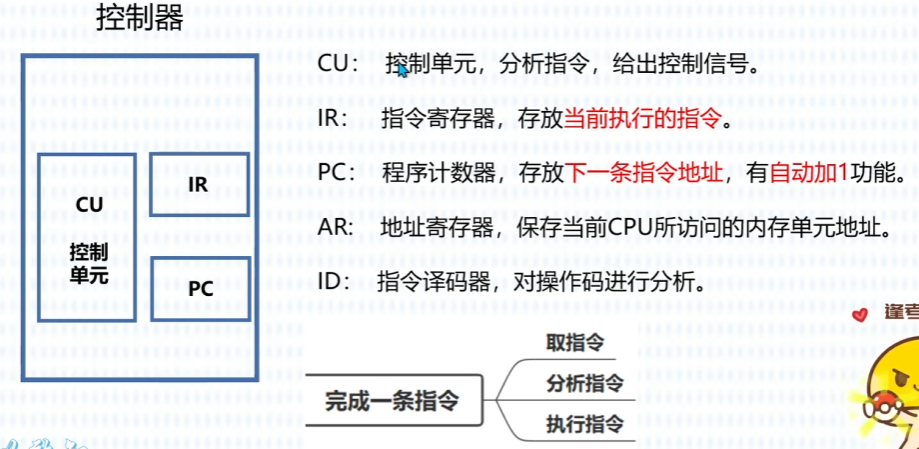 控制器
CU
控制
单元
IR
PC
CU： 控制单元，分析指令，给出控制信号。
IR： 指令寄存器，存放当前执行的指令。
PC： 程序计数器，存放下一条指令地址，有自动加1功能。
AR: 地址寄存器，保存当前CPU所访问的内存单元地址。
ID： 指令译码器，对操作码进行分析。
完成一条指令
取指令
分析指令
执行指令
逢考